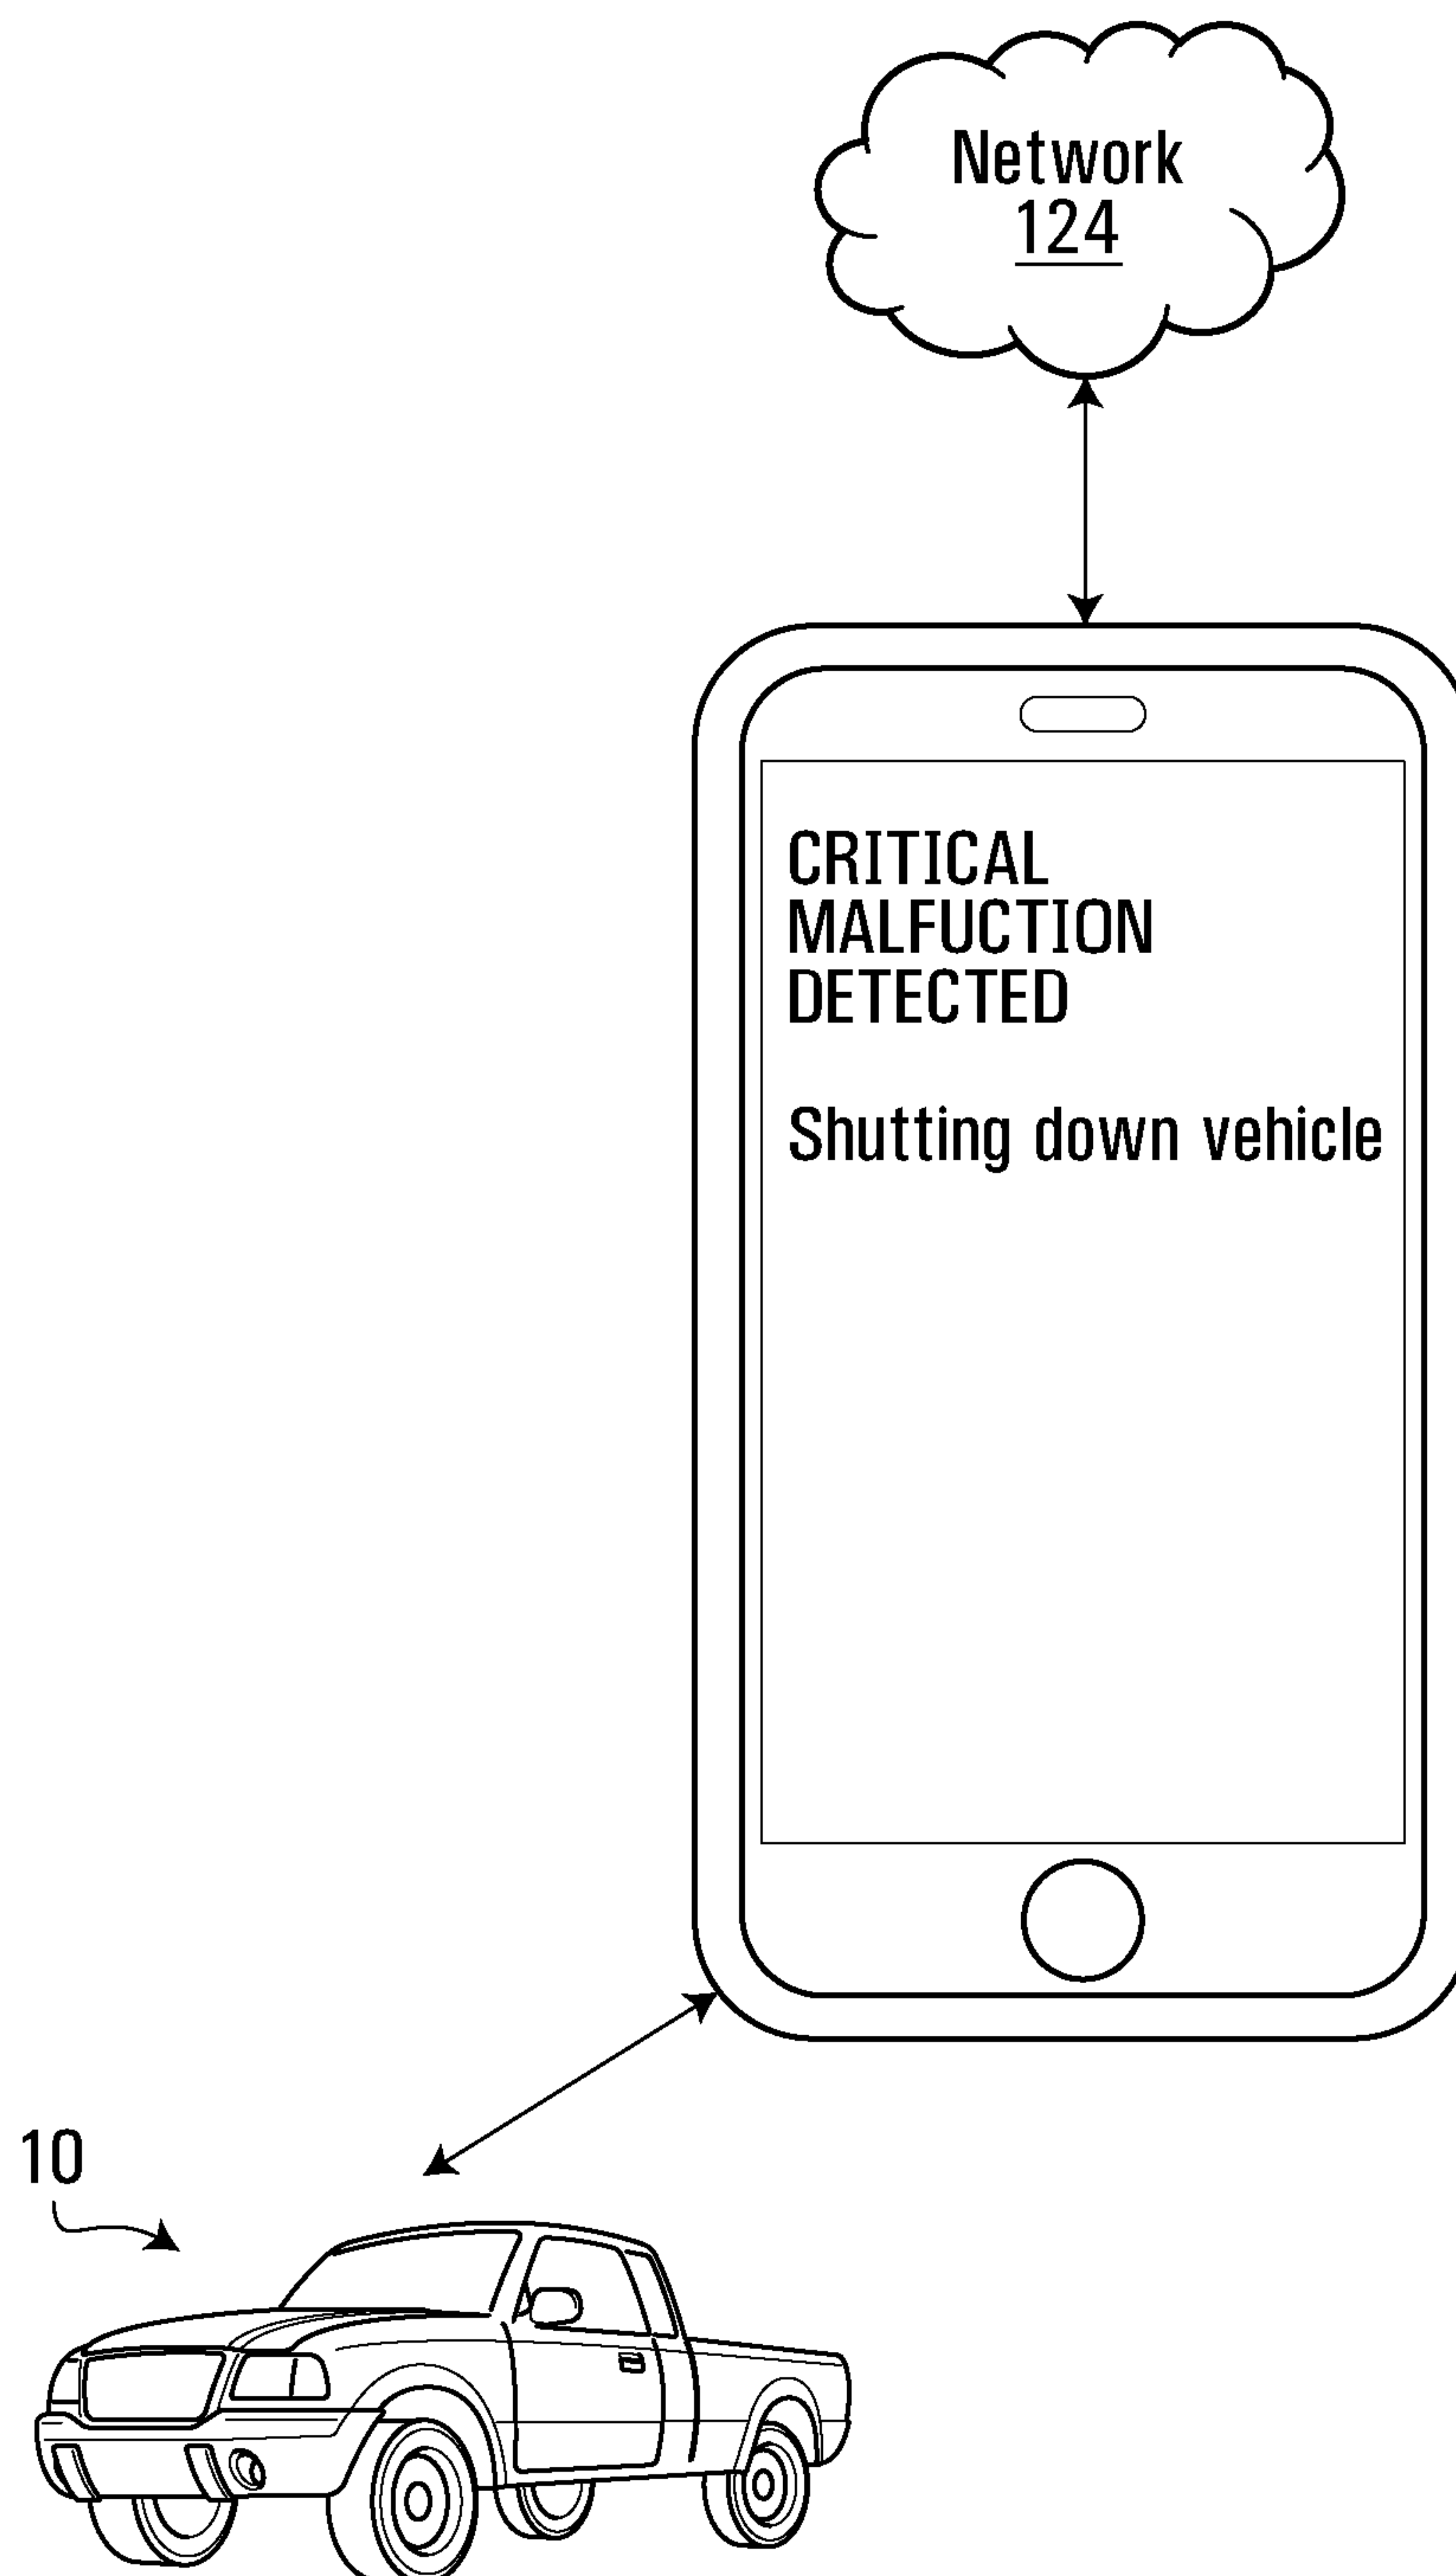 Network
124
CRITICAL
MALFUCTION
DETECTED
Shutting down vehicle
10